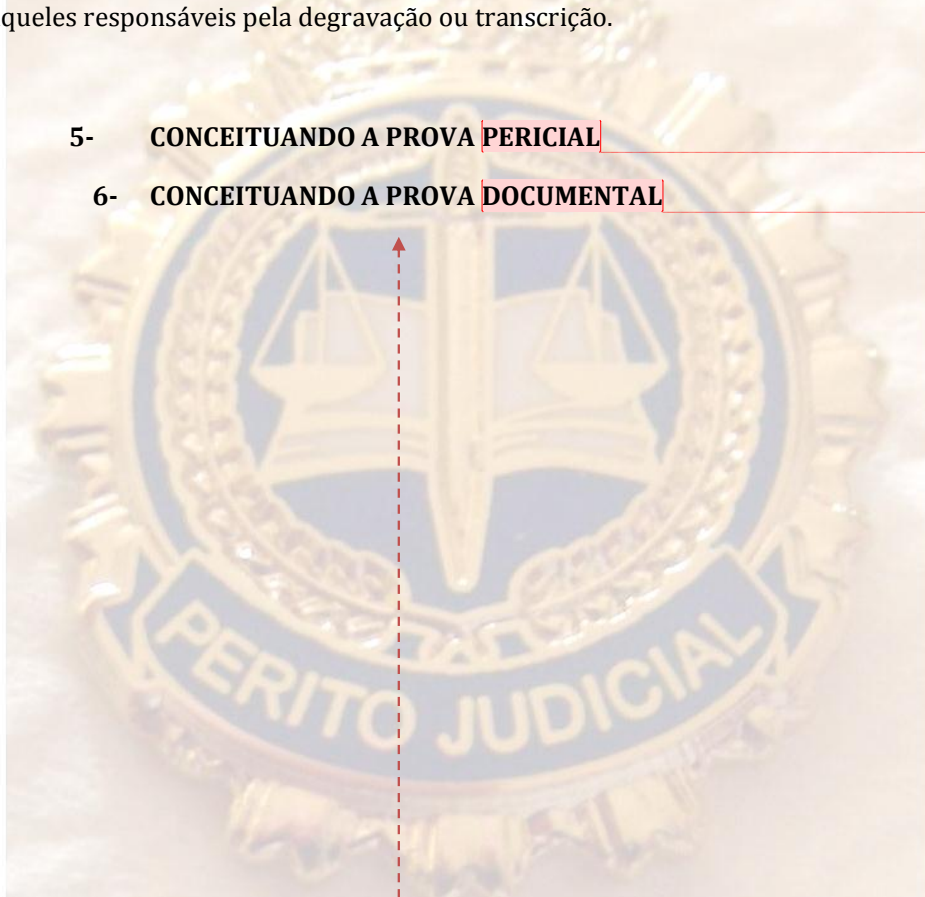 queles responsáveis pela degravação ou transcrição.
5- CONCEITUANDO A PROVA PERICIAL
6- CONCEITUANDO A PROVA DOCUMENTAL
PERITO JUDICIAL